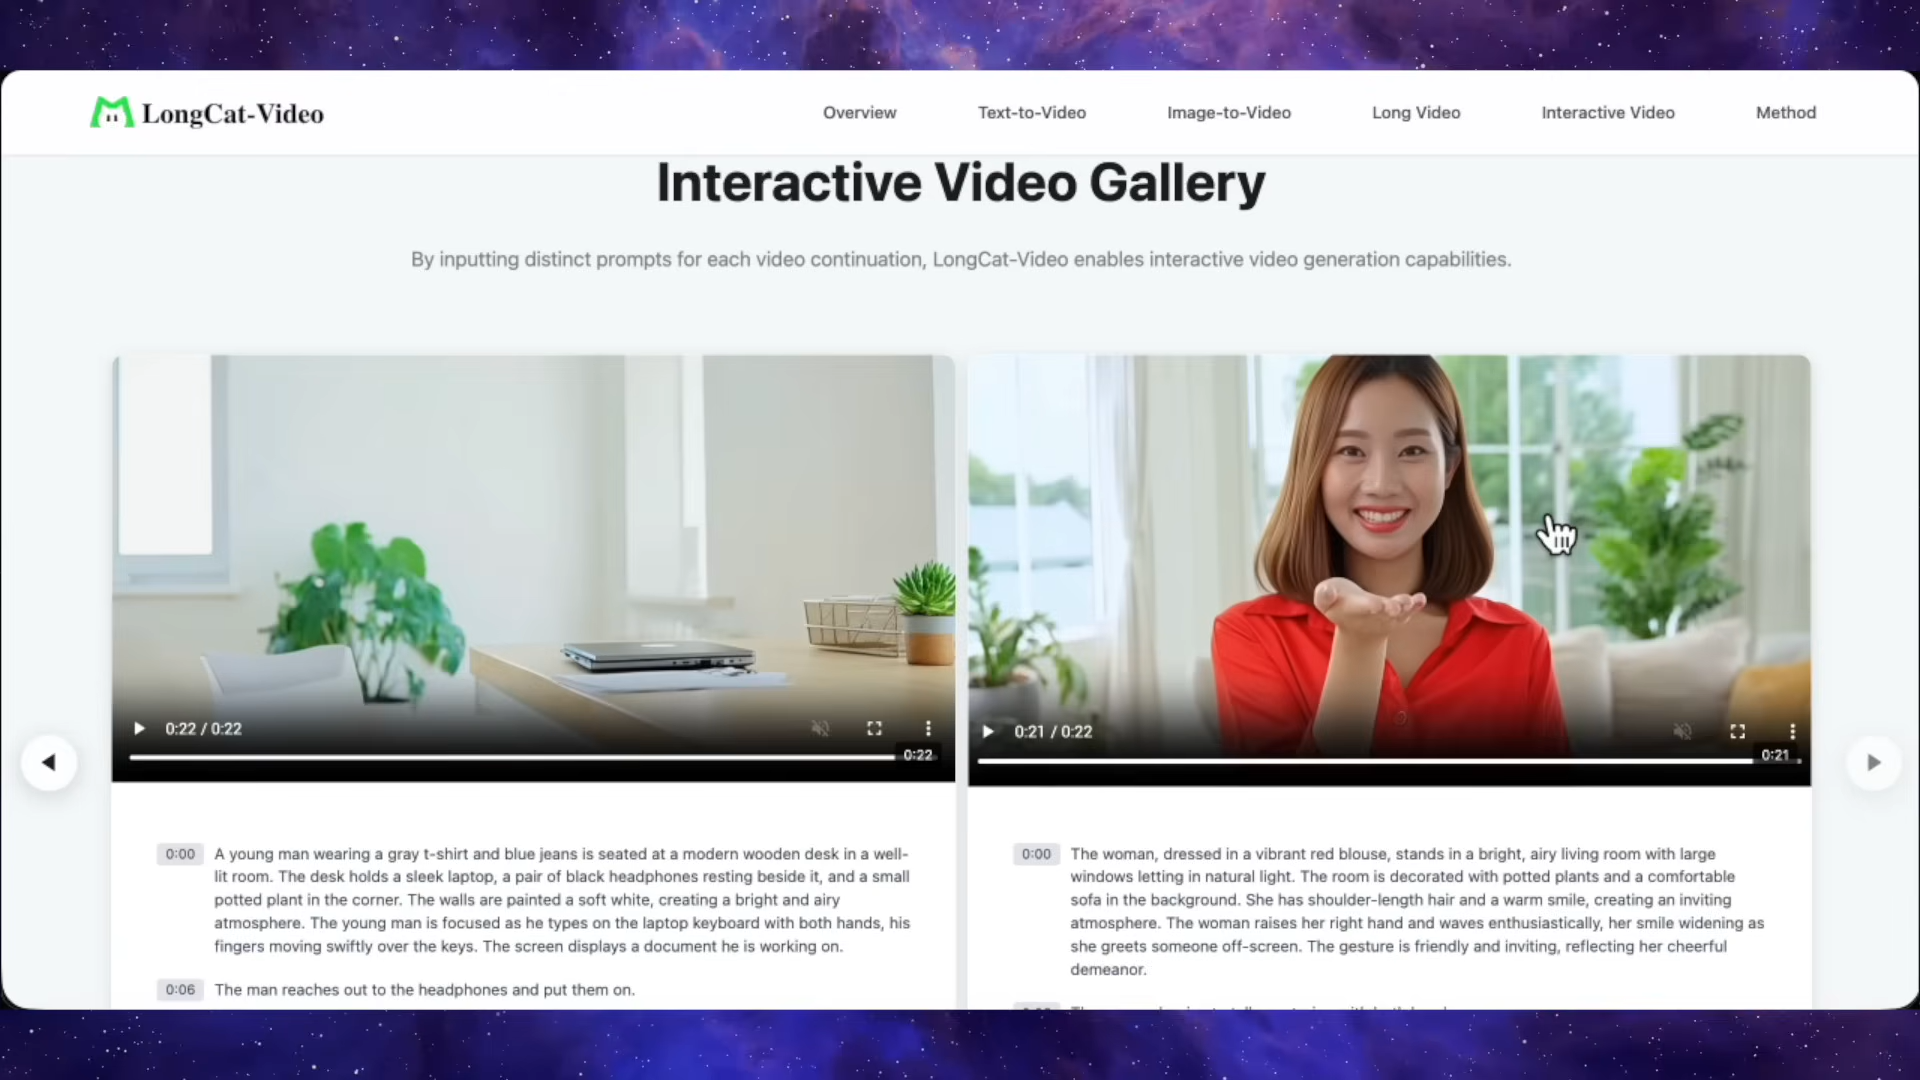 LongCat-Video
Overview
Text-to-Video
Image-to-Video
Long Video
Interactive Video
Method
Interactive Video Gallery
By inputting distinct prompts for each video continuation, LongCat-Video enables interactive video generation capabilities.
0:22 / 0:22
0:22
0:21 / 0:22
0:21
0:00
A young man wearing a gray t-shirt and blue jeans is seated at a modern wooden desk in a well-
lit room. The desk holds a sleek laptop, a pair of black headphones resting beside it, and a small
potted plant in the corner. The walls are painted a soft white, creating a bright and airy
atmosphere. The young man is focused as he types on the laptop keyboard with both hands, his
fingers moving swiftly over the keys. The screen displays a document he is working on.
0:06
The man reaches out to the headphones and put them on.
0:00
The woman, dressed in a vibrant red blouse, stands in a bright, airy living room with large
windows letting in natural light. The room is decorated with potted plants and a comfortable
sofa in the background. She has shoulder-length hair and a warm smile, creating an inviting
atmosphere. The woman raises her right hand and waves enthusiastically, her smile widening as
she greets someone off-screen. The gesture is friendly and inviting, reflecting her cheerful
demeanor.